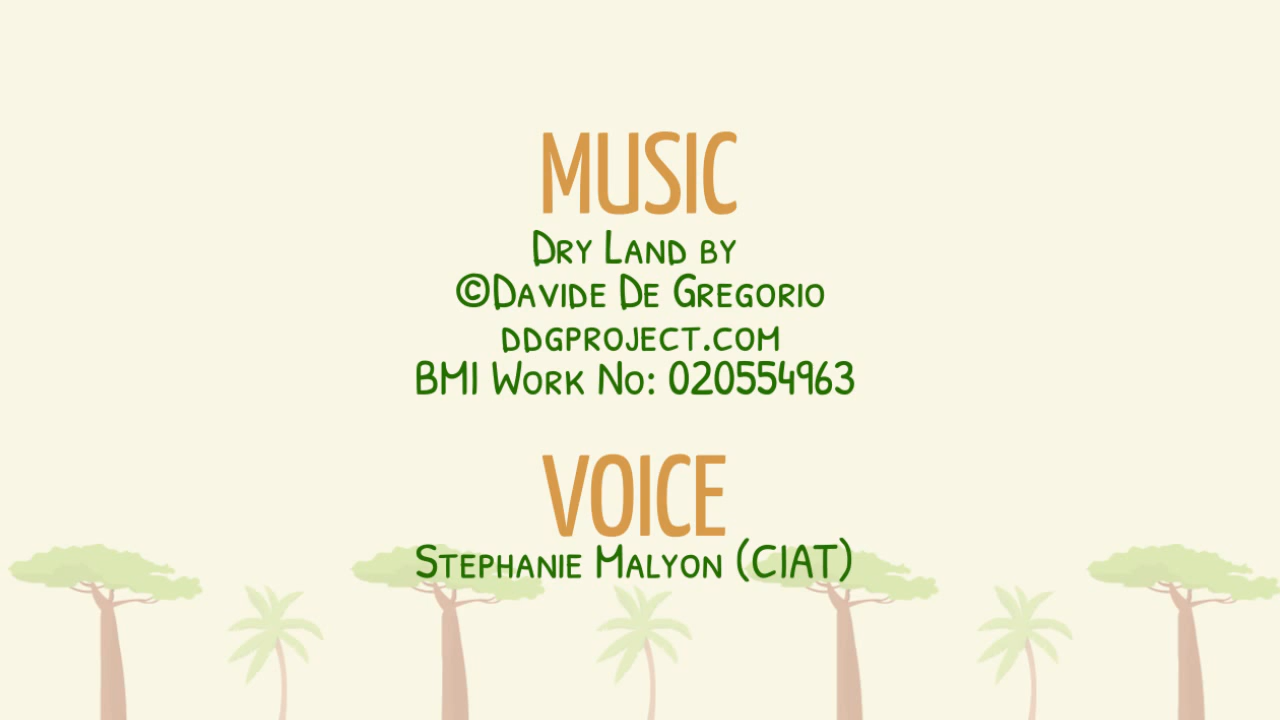 MUSIC
Dry Land by
©Davide De Gregorio
ddgproject.com
BMI Work No: 020554963
VOICE
Stephanie Malyon (CIAT)